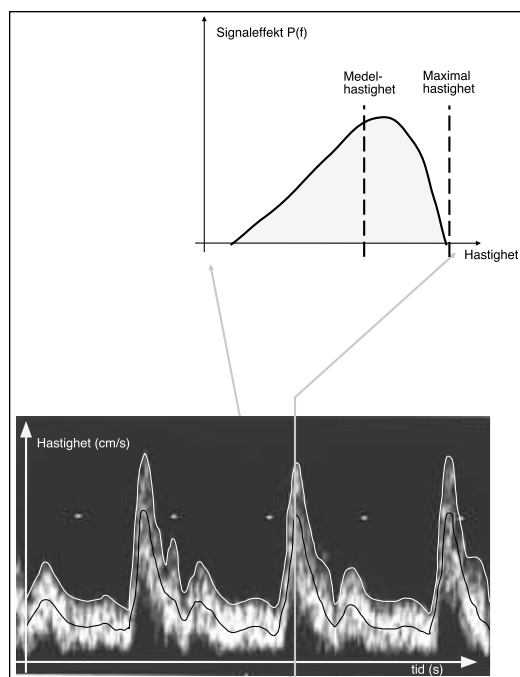 Signaleffekt P(f)
Medel-
hastighet
Maximal
hastighet
Hastighet
Hastighet (cm/s)
tid (s)